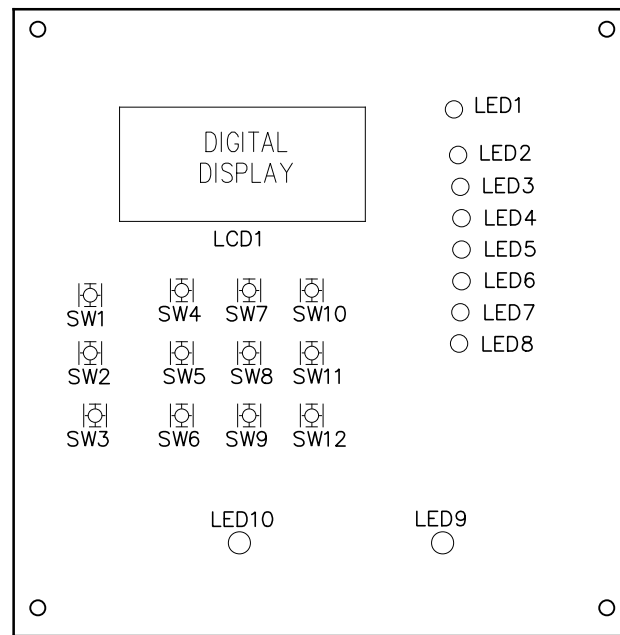 DIGITAL
DISPLAY
LCD1
LED1
LED2
LED3
LED4
LED5
LED6
LED7
LED8
SW1 SW4 SW7 SW10
SW2 SW5 SW8 SW11
SW3 SW6 SW9 SW12
LED10 LED9